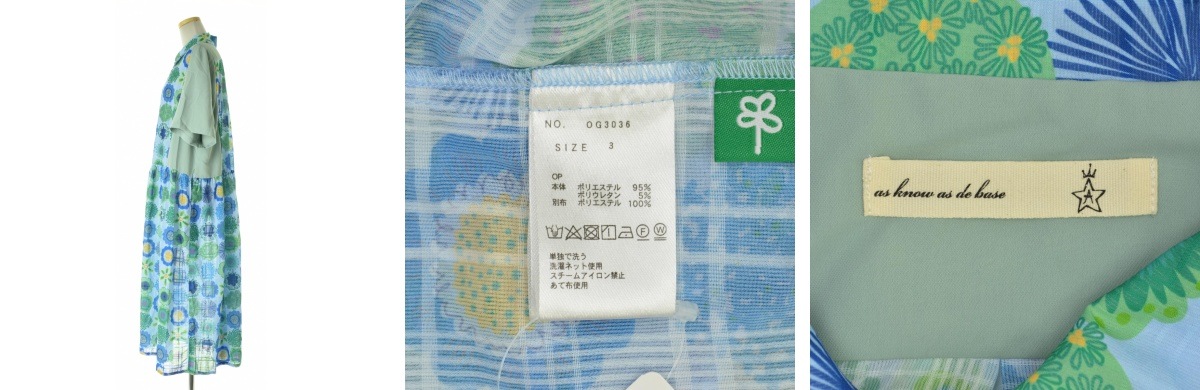 NO. OG3036
SIZE 3
OP
本体 ポリエステル 95%
ポリウレタン 5%
別布 ポリエステル 100%
F W
単独で洗う
洗濯ネット使用
スチームアイロン禁止
あて布使用
as know as de base
A